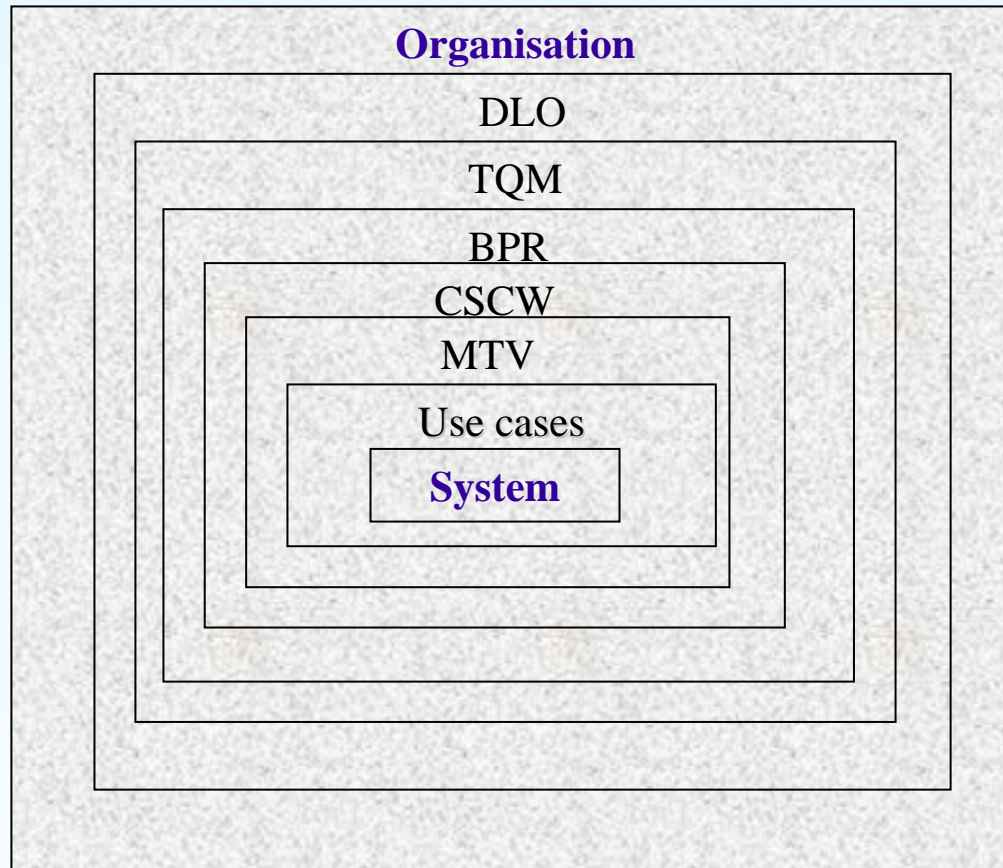 Organisation
DLO
TQM
BPR
CSCW
MTV
Use cases
System